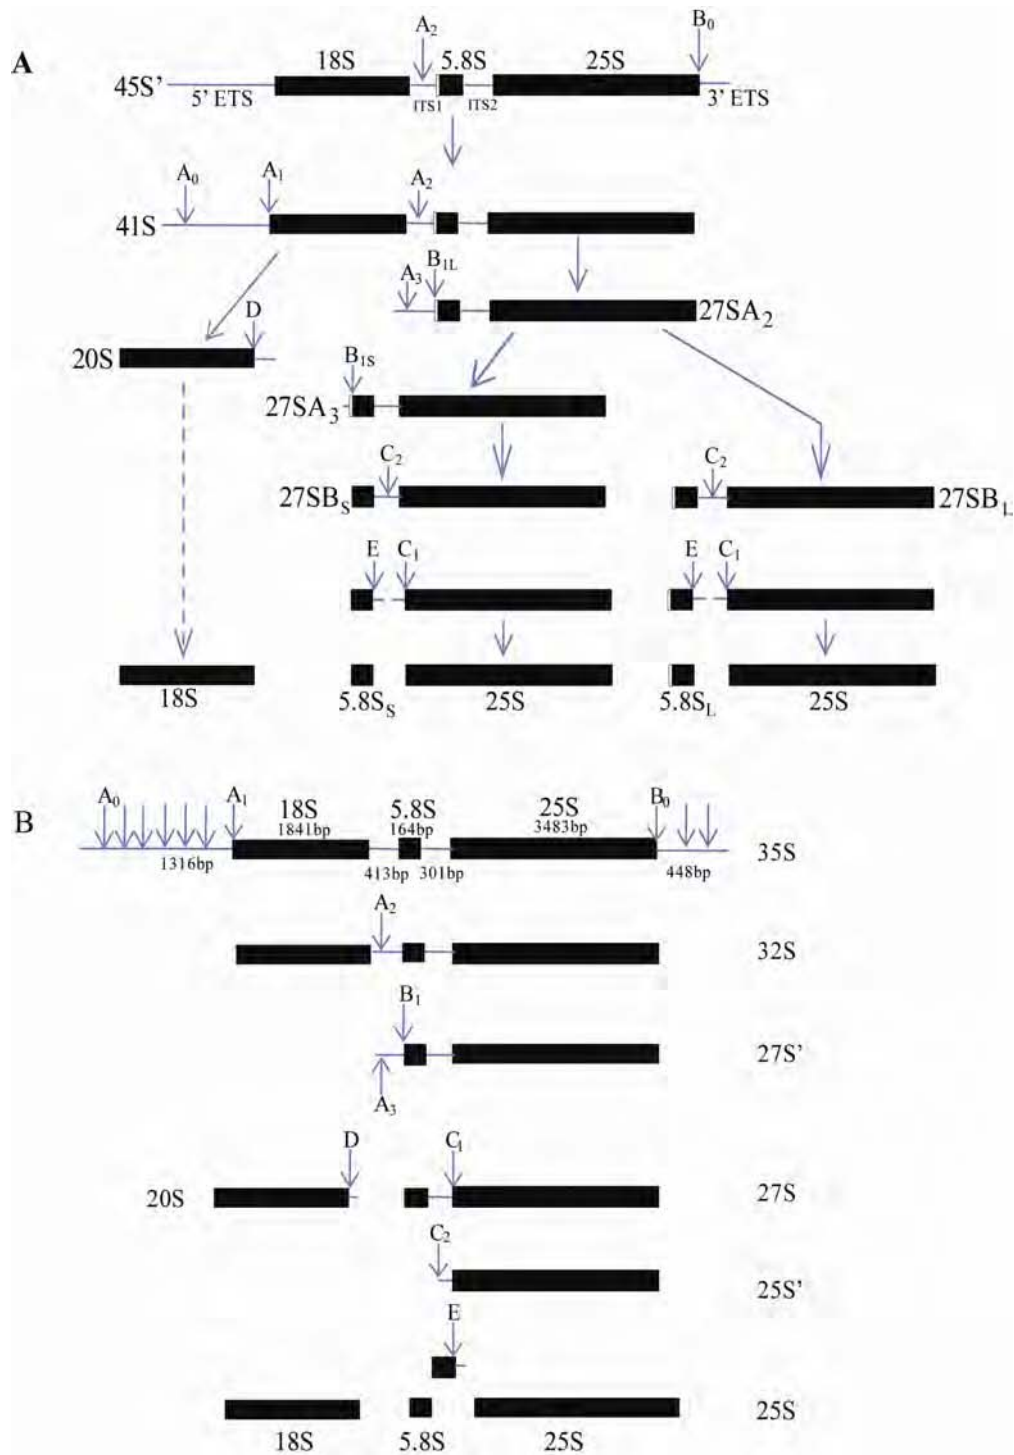 A
A2 B0
18S 5.8S 25S
45S' 5' ETS ITS1 ITS2 3' ETS
A0 A1 A2
41S
A3 B1L
27SA2
D
20S
B1S
27SA3
C2 C2
27SBS 27SBL
E C1 E C1
18S 5.8SS 25S 5.8SL 25S
B
A0 A1 18S 5.8S 25S B0
1841bp 164bp 3483bp
35S
1316bp 413bp 301bp 448bp
A2
32S
B1
27S'
A3
D C1
20S 27S
C2
25S'
E
25S
18S 5.8S 25S